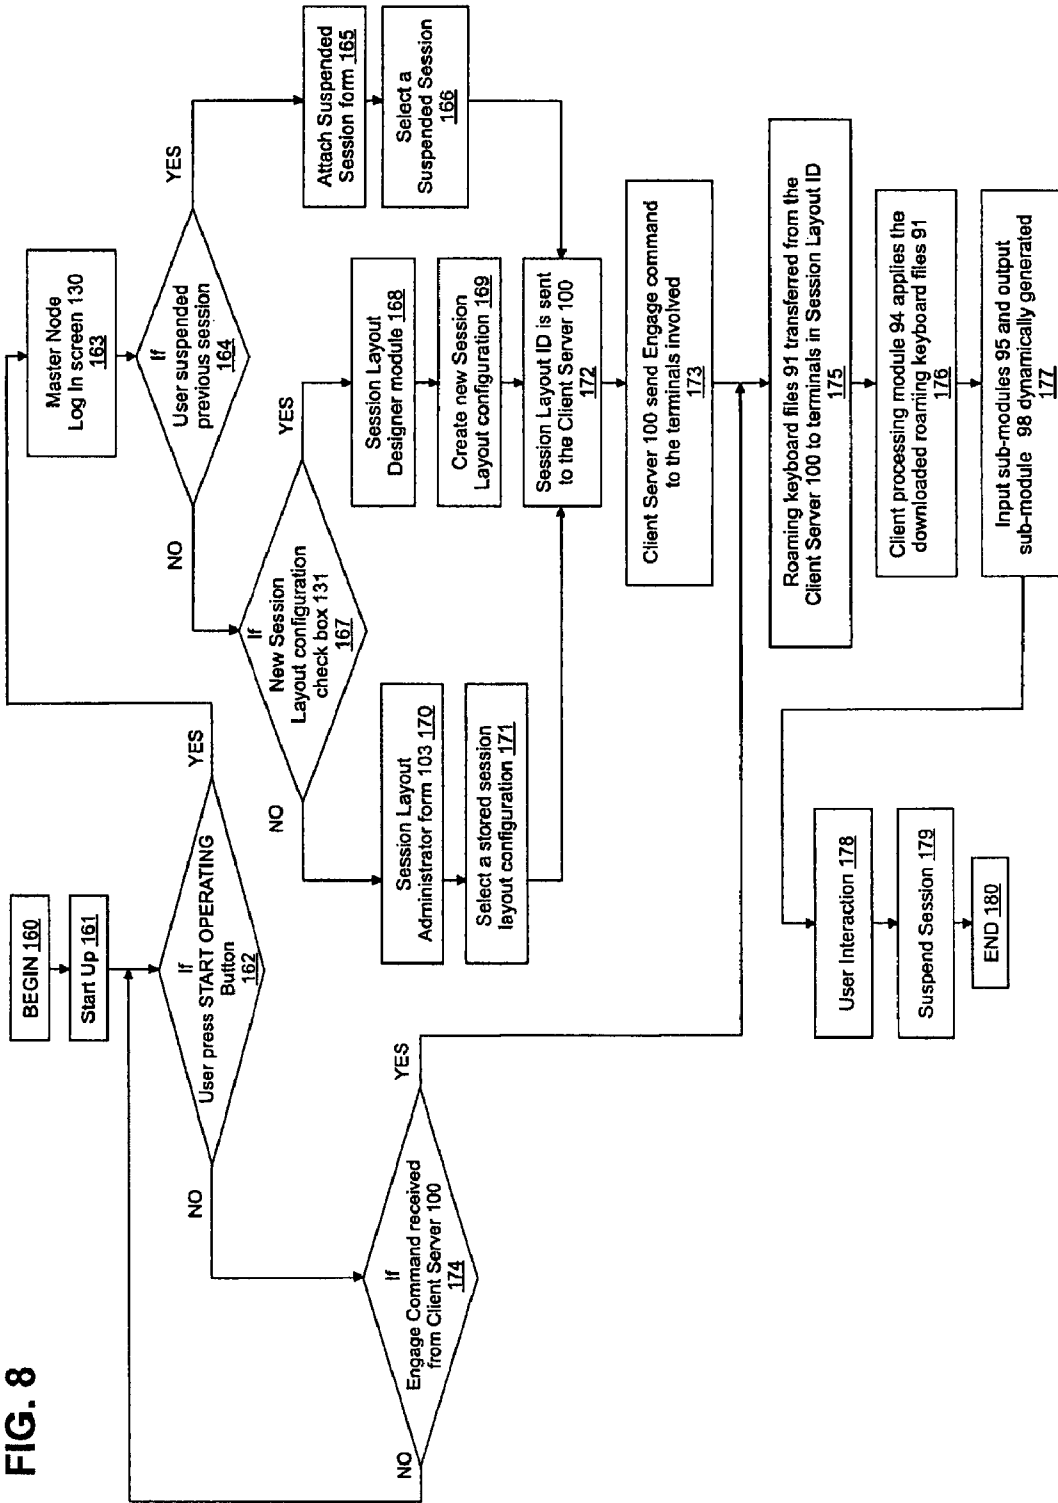 FIG. 8
BEGIN 160
Start Up 161
If
User press START OPERATING
Button
162
YES
NO
Master Node
Log In screen 130
163
If
User suspended
previous session
164
YES
NO
Attach Suspended
Session form 165
Select a
Suspended Session
166
If
New Session
Layout configuration
check box 131
167
YES
NO
Session Layout
Designer module 168
Create new Session
Layout configuration 169
Session Layout
Administrator form 103 170
Select a stored session
layout configuration 171
Session Layout ID is sent
to the Client Server 100
172
Client Server 100 send Engage command
to the terminals involved
173
If
Engage Command received
from Client Server 100
174
YES
NO
Roaming keyboard files 91 transferred from the
Client Server 100 to terminals in Session Layout ID
175
Client processing module 94 applies the
downloaded roaming keyboard files 91
176
Input sub-modules 95 and output
sub-module 98 dynamically generated
177
User Interaction 178
Suspend Session 179
END 180